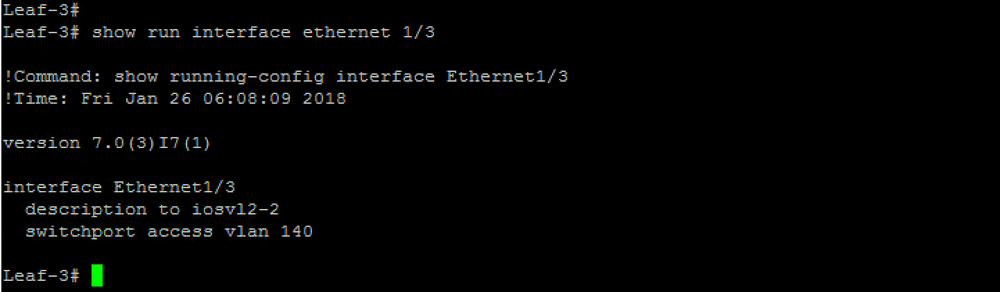 Leaf-3#
Leaf-3# show run interface ethernet 1/3
!Command: show running-config interface Ethernet1/3
!Time: Fri Jan 26 06:08:09 2018
version 7.0(3)I7(1)
interface Ethernet1/3
  description to iosvl2-2
  switchport access vlan 140
Leaf-3#